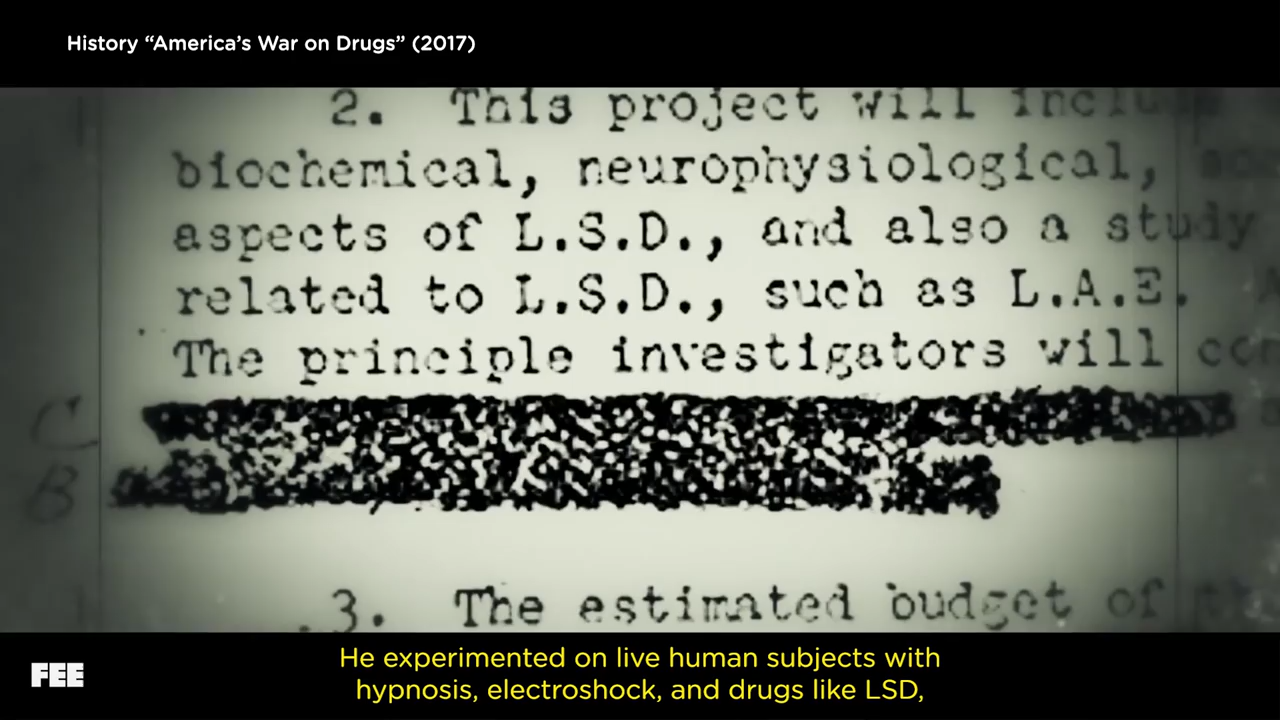 History “America’s War on Drugs” (2017)
2. This project will include
biochemical, neurophysiological,
aspects of L.S.D., and also a study
related to L.S.D., such as L.A.E.
The principle investigators will
C
B
3. The estimated budget of
FEE
He experimented on live human subjects with
hypnosis, electroshock, and drugs like LSD,